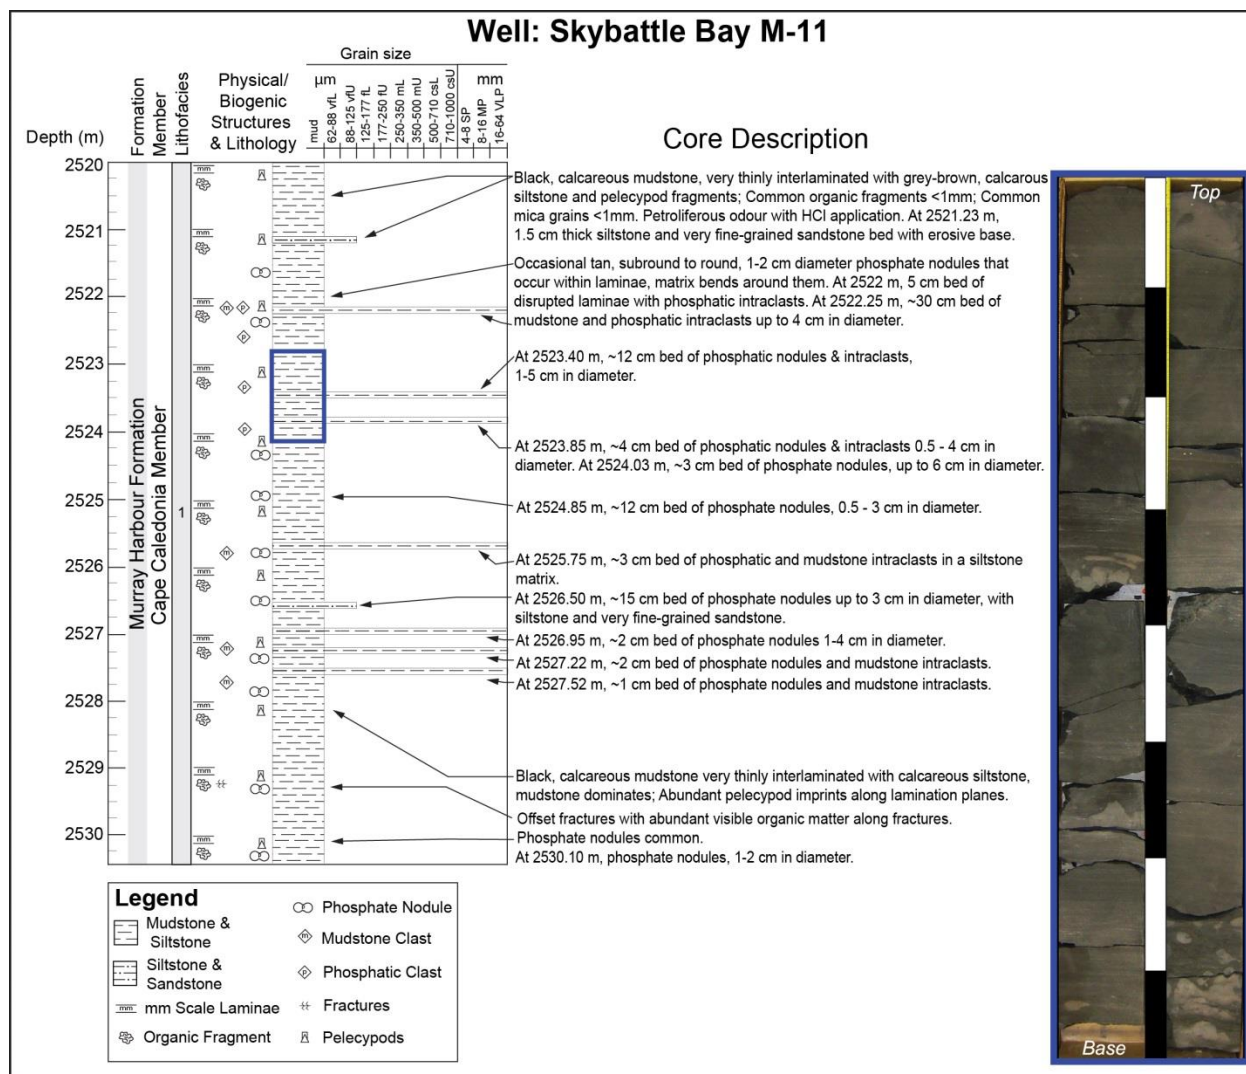 Well: Skybattle Bay M-11
Grain size
µm
mm
Depth (m)
Formation
Member
Lithofacies
Physical/
Biogenic
Structures
& Lithology
mud
62-88 vfL
88-125 vfU
125-177 fL
177-250 fU
250-350 mL
350-500 mU
500-710 csL
710-1000 csU
4-8 SP
8-16 MP
16-64 VLP
Core Description
2520
2521
2522
2523
2524
2525
2526
2527
2528
2529
2530
Murray Harbour Formation
Cape Caledonia Member
1
mm
mm
mm
m
p
p
mm
p
p
mm
mm
m
mm
mm
m
m
mm
mm
mm
Black, calcareous mudstone, very thinly interlaminated with grey-brown, calcarous
siltstone and pelecypod fragments; Common organic fragments <1mm; Common
mica grains <1mm. Petroliferous odour with HCl application. At 2521.23 m,
1.5 cm thick siltstone and very fine-grained sandstone bed with erosive base.
Occasional tan, subround to round, 1-2 cm diameter phosphate nodules that
occur within laminae, matrix bends around them. At 2522 m, 5 cm bed of
disrupted laminae with phosphatic intraclasts. At 2522.25 m, ~30 cm bed of
mudstone and phosphatic intraclasts up to 4 cm in diameter.
At 2523.40 m, ~12 cm bed of phosphatic nodules & intraclasts,
1-5 cm in diameter.
At 2523.85 m, ~4 cm bed of phosphatic nodules & intraclasts 0.5 - 4 cm in
diameter. At 2524.03 m, ~3 cm bed of phosphate nodules, up to 6 cm in diameter.
At 2524.85 m, ~12 cm bed of phosphate nodules, 0.5 - 3 cm in diameter.
At 2525.75 m, ~3 cm bed of phosphatic and mudstone intraclasts in a siltstone
matrix.
At 2526.50 m, ~15 cm bed of phosphate nodules up to 3 cm in diameter, with
siltstone and very fine-grained sandstone.
At 2526.95 m, ~2 cm bed of phosphate nodules 1-4 cm in diameter.
At 2527.22 m, ~2 cm bed of phosphate nodules and mudstone intraclasts.
At 2527.52 m, ~1 cm bed of phosphate nodules and mudstone intraclasts.
Black, calcareous mudstone very thinly interlaminated with calcareous siltstone,
mudstone dominates; Abundant pelecypod imprints along lamination planes.
Offset fractures with abundant visible organic matter along fractures.
Phosphate nodules common.
At 2530.10 m, phosphate nodules, 1-2 cm in diameter.
Top
Base
Legend
Mudstone &
Siltstone
Siltstone &
Sandstone
mm
mm Scale Laminae
Organic Fragment
Phosphate Nodule
m
Mudstone Clast
p
Phosphatic Clast
Fractures
Pelecypods